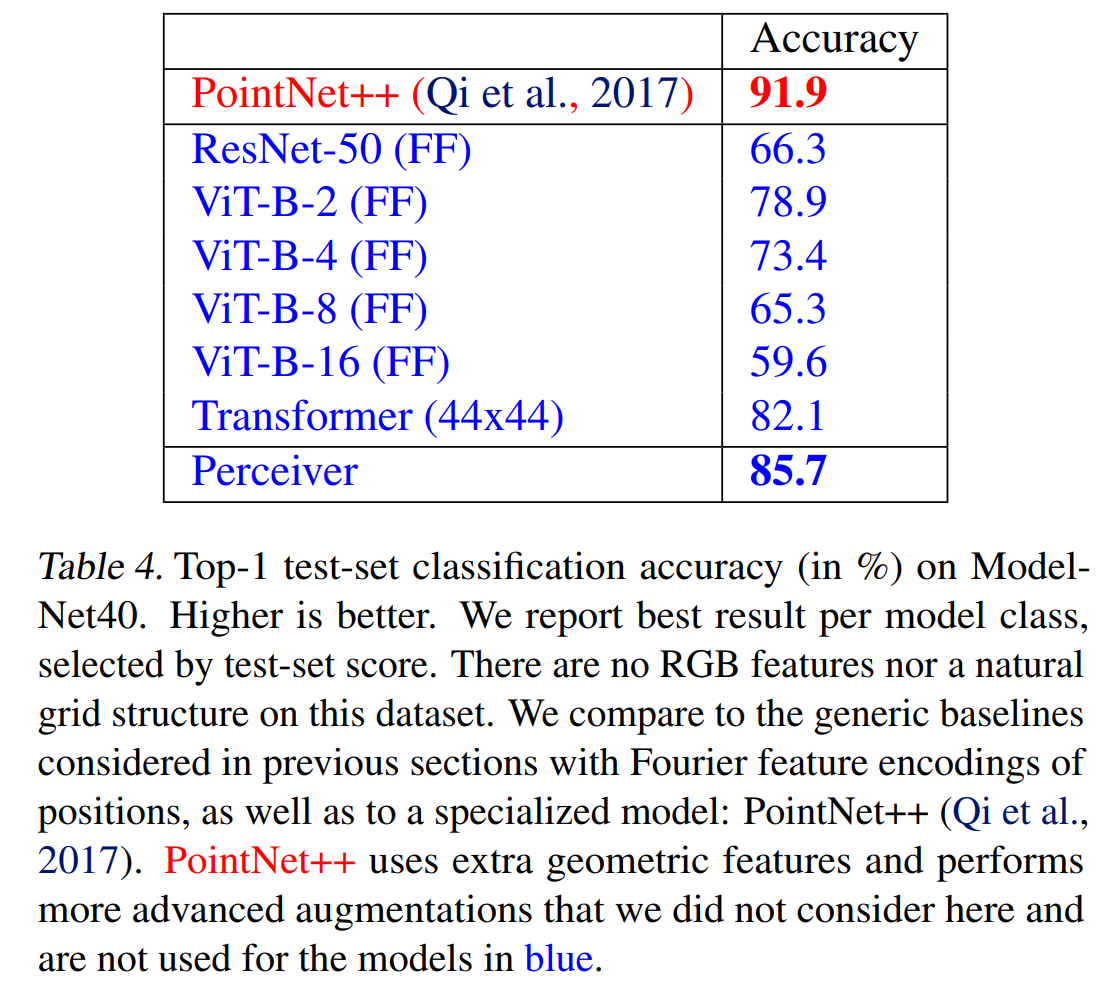 Accuracy
PointNet++ (Qi et al., 2017) 91.9
ResNet-50 (FF) 66.3
ViT-B-2 (FF) 78.9
ViT-B-4 (FF) 73.4
ViT-B-8 (FF) 65.3
ViT-B-16 (FF) 59.6
Transformer (44x44) 82.1
Perceiver 85.7
Table 4. Top-1 test-set classification accuracy (in %) on Model-
Net40. Higher is better. We report best result per model class,
selected by test-set score. There are no RGB features nor a natural
grid structure on this dataset. We compare to the generic baselines
considered in previous sections with Fourier feature encodings of
positions, as well as to a specialized model: PointNet++ (Qi et al.,
2017). PointNet++ uses extra geometric features and performs
more advanced augmentations that we did not consider here and
are not used for the models in blue.